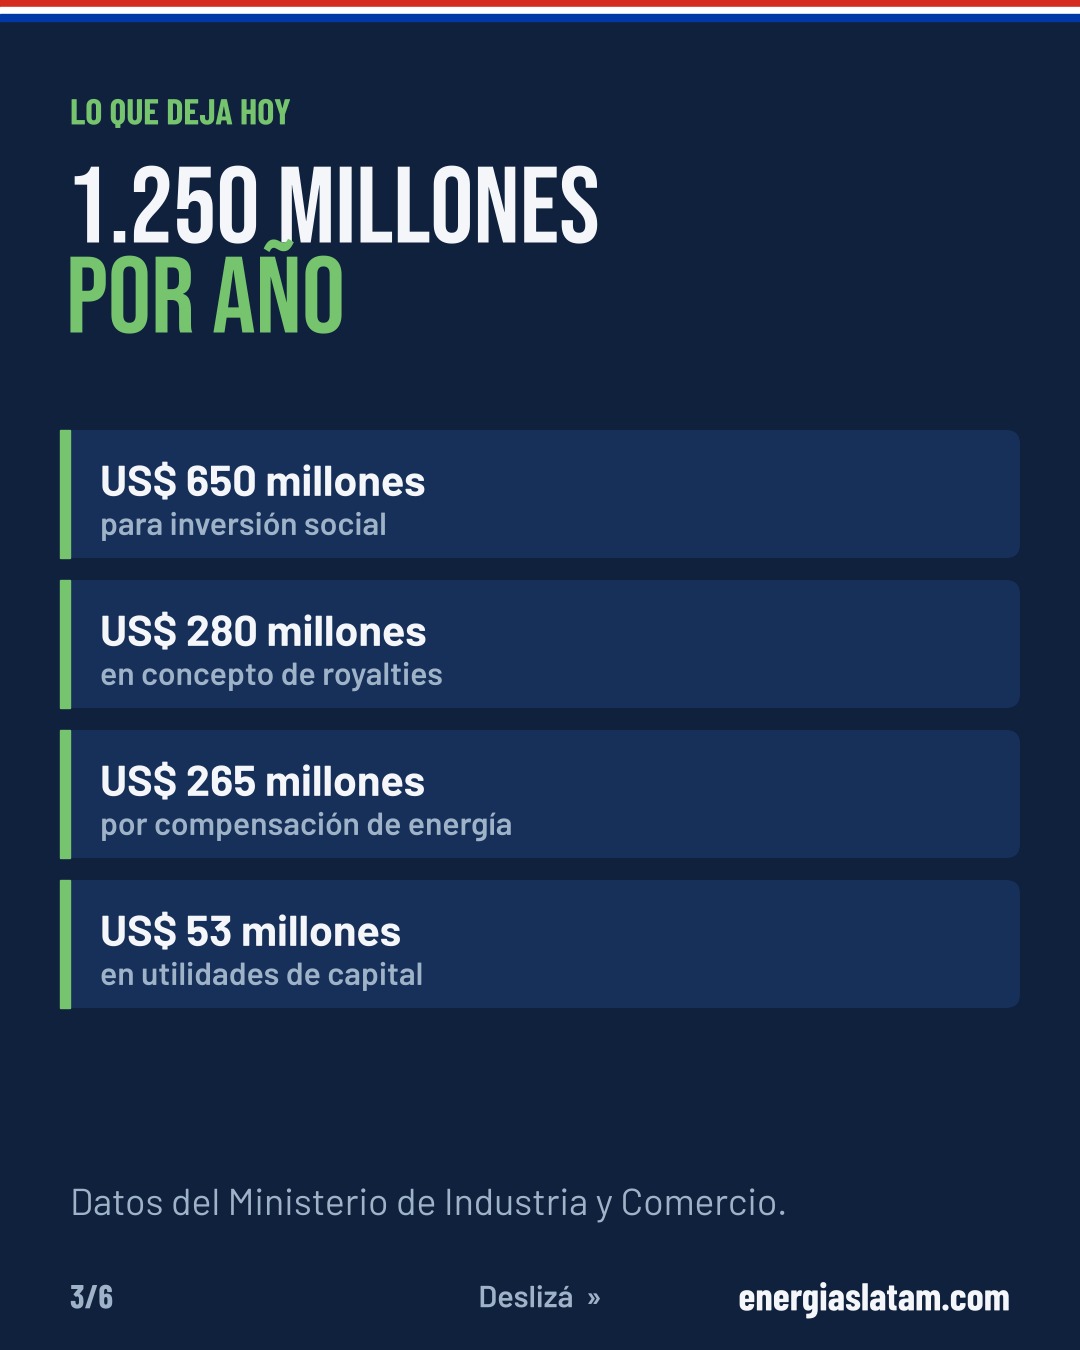 LO QUE DEJA HOY
1.250 MILLONES
POR AÑO
US$ 650 millones
para inversión social
US$ 280 millones
en concepto de royalties
US$ 265 millones
por compensación de energía
US$ 53 millones
en utilidades de capital
Datos del Ministerio de Industria y Comercio.
3/6
Deslizá »
energiaslatam.com